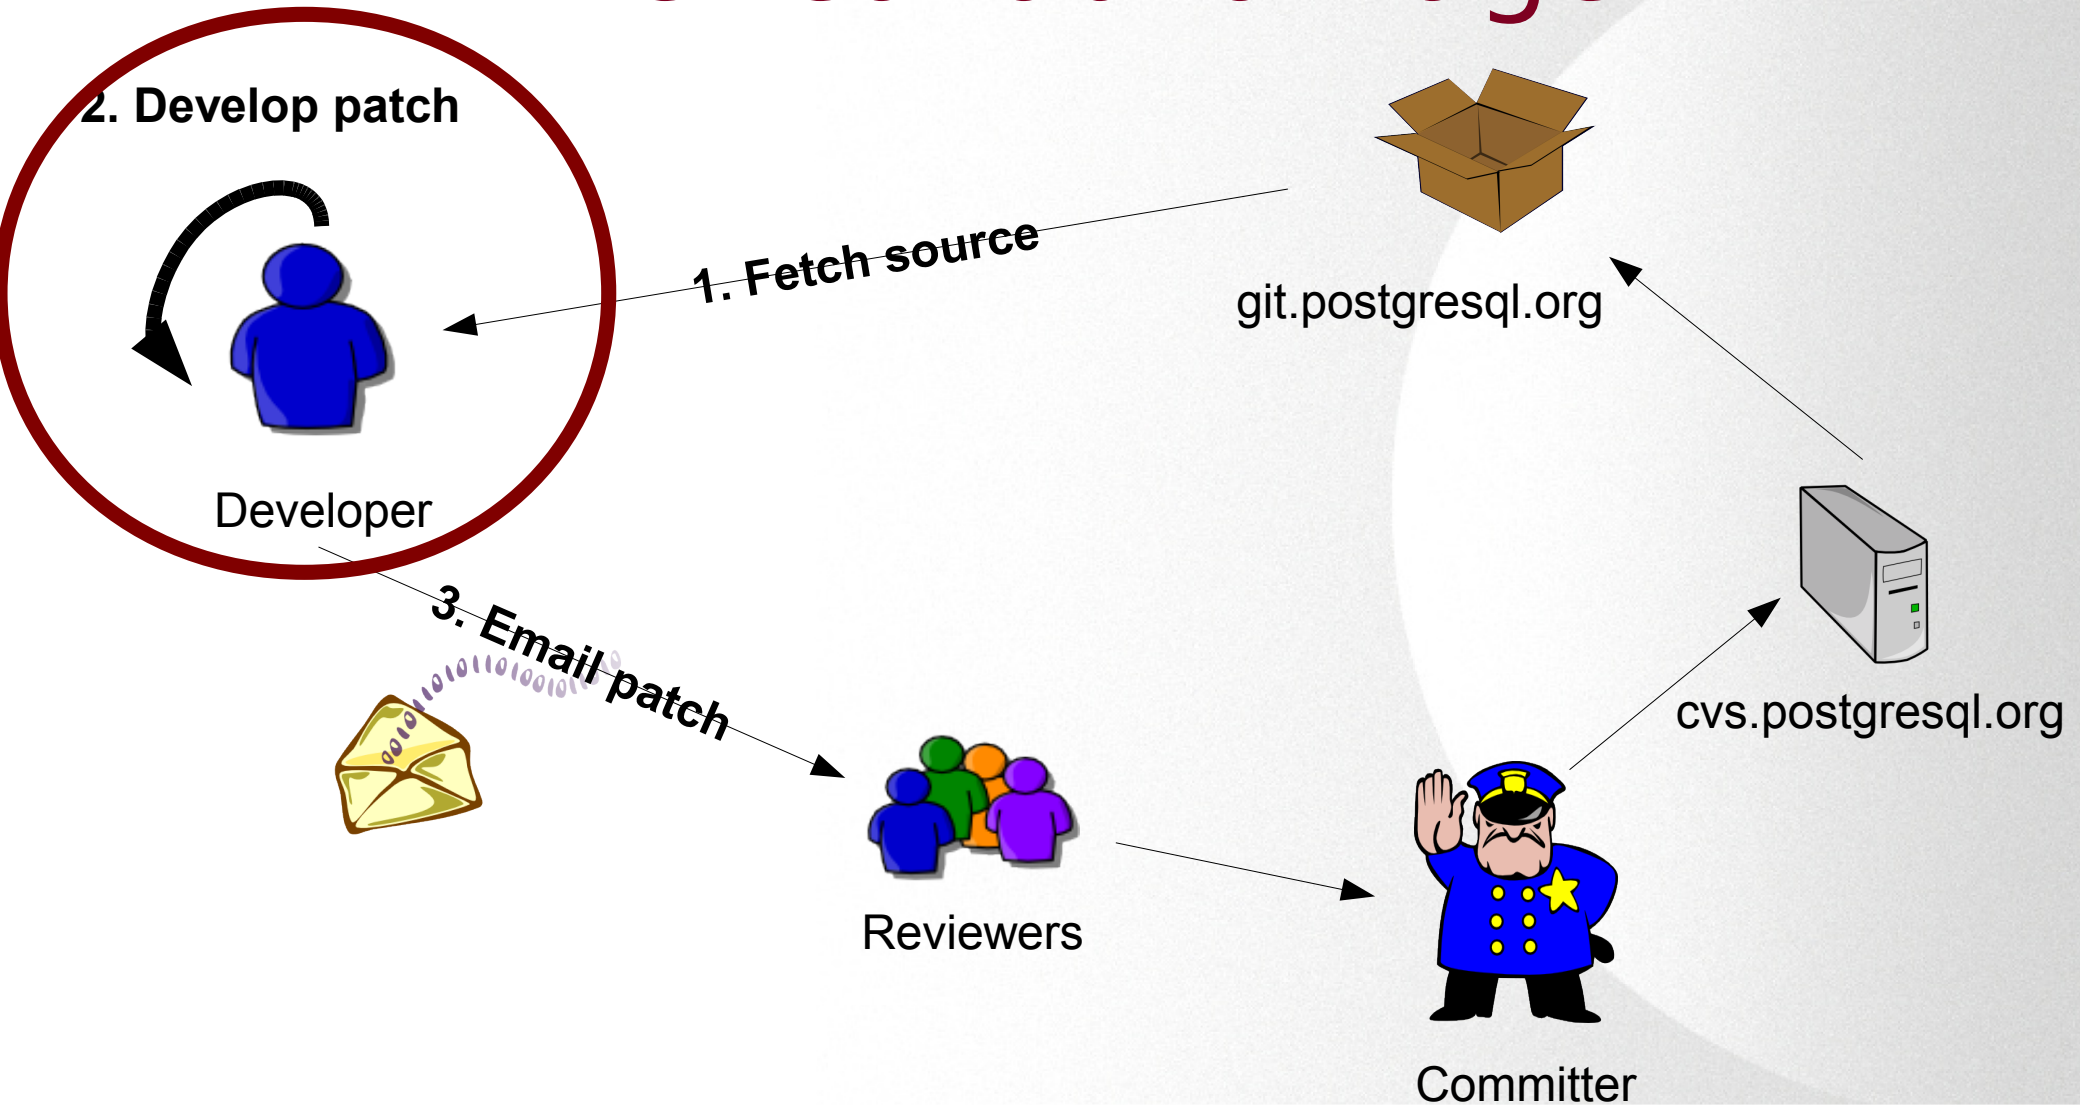 2. Develop patch
1. Fetch source
git.postgresql.org
Developer
3. Email patch
cvs.postgresql.org
Reviewers
Committer